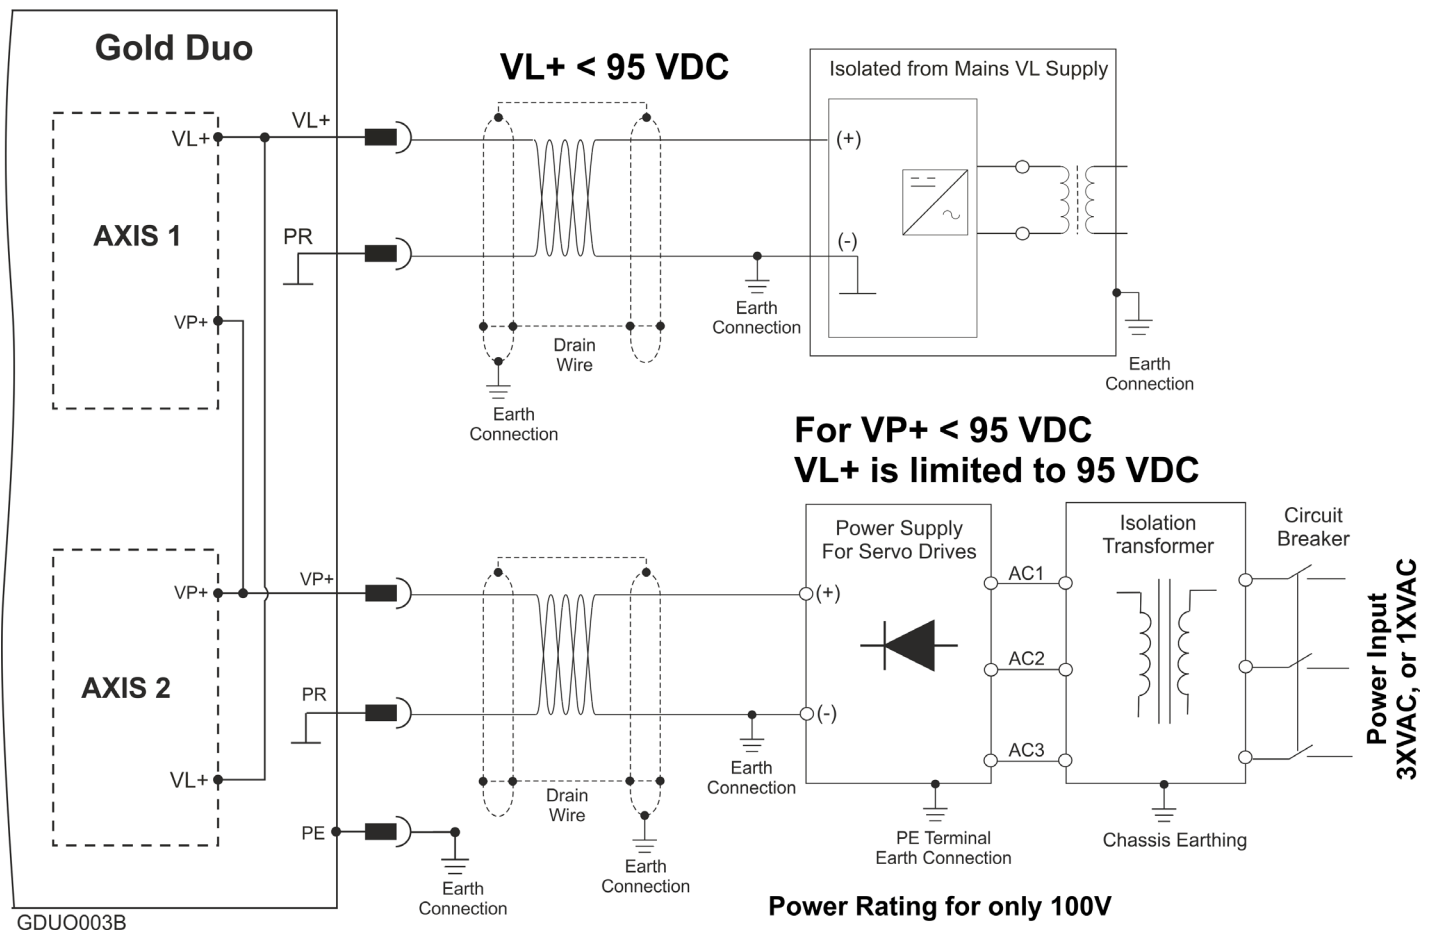 Gold Duo
VL+ < 95 VDC
Isolated from Mains VL Supply
VL+
VL+
(+)
AXIS 1
PR
(-)
VP+
Earth
Connection
Drain
Wire
Earth
Connection
Earth
Connection
For VP+ < 95 VDC
VL+ is limited to 95 VDC
Power Supply
For Servo Drives
Isolation
Transformer
Circuit
Breaker
VP+
VP+
(+)
AC1
AXIS 2
AC2
PR
(-)
AC3
VL+
Earth
Connection
Drain
Wire
PE
Earth
Connection
Earth
Connection
PE Terminal
Earth Connection
Chassis Earthing
Power Input
3XVAC, or 1XVAC
Power Rating for only 100V
GDUO003B